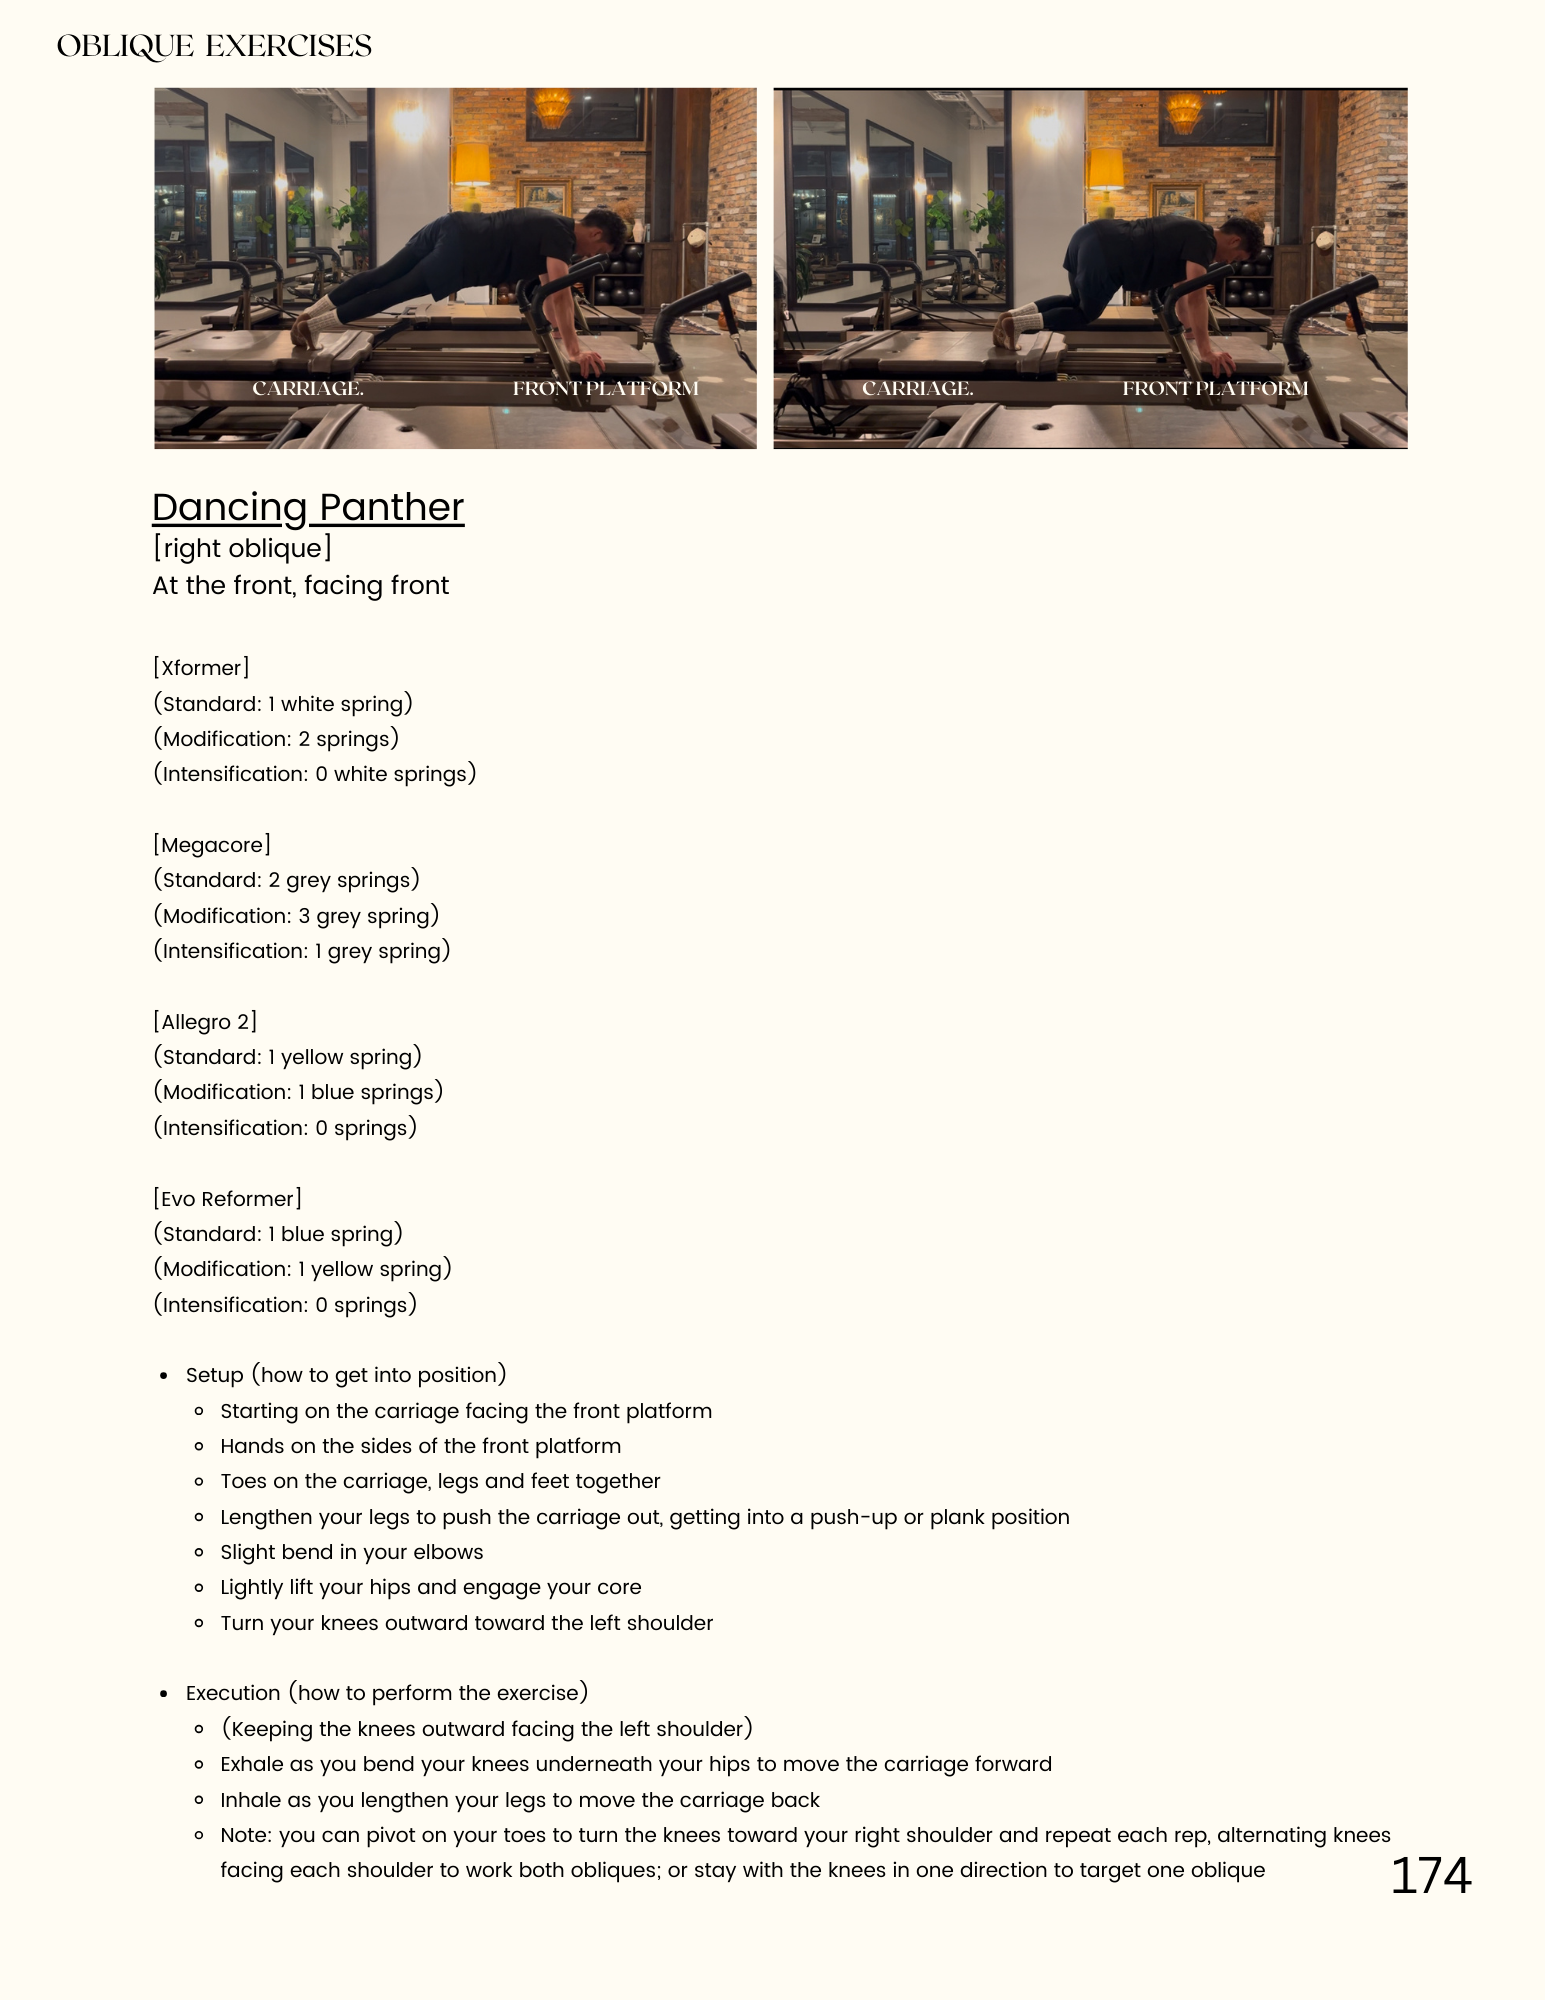 OBLIQUE EXERCISES
CARRIAGE.
FRONT PLATFORM
CARRIAGE.
FRONT PLATFORM
Dancing Panther
[right oblique]
At the front, facing front
[Xformer]
(Standard: 1 white spring)
(Modification: 2 springs)
(Intensification: 0 white springs)
[Megacore]
(Standard: 2 grey springs)
(Modification: 3 grey spring)
(Intensification: 1 grey spring)
[Allegro 2]
(Standard: 1 yellow spring)
(Modification: 1 blue springs)
(Intensification: 0 springs)
[Evo Reformer]
(Standard: 1 blue spring)
(Modification: 1 yellow spring)
(Intensification: 0 springs)
• Setup (how to get into position)
◦ Starting on the carriage facing the front platform
◦ Hands on the sides of the front platform
◦ Toes on the carriage, legs and feet together
◦ Lengthen your legs to push the carriage out, getting into a push-up or plank position
◦ Slight bend in your elbows
◦ Lightly lift your hips and engage your core
◦ Turn your knees outward toward the left shoulder
• Execution (how to perform the exercise)
◦ (Keeping the knees outward facing the left shoulder)
◦ Exhale as you bend your knees underneath your hips to move the carriage forward
◦ Inhale as you lengthen your legs to move the carriage back
◦ Note: you can pivot on your toes to turn the knees toward your right shoulder and repeat each rep, alternating knees
facing each shoulder to work both obliques; or stay with the knees in one direction to target one oblique
174